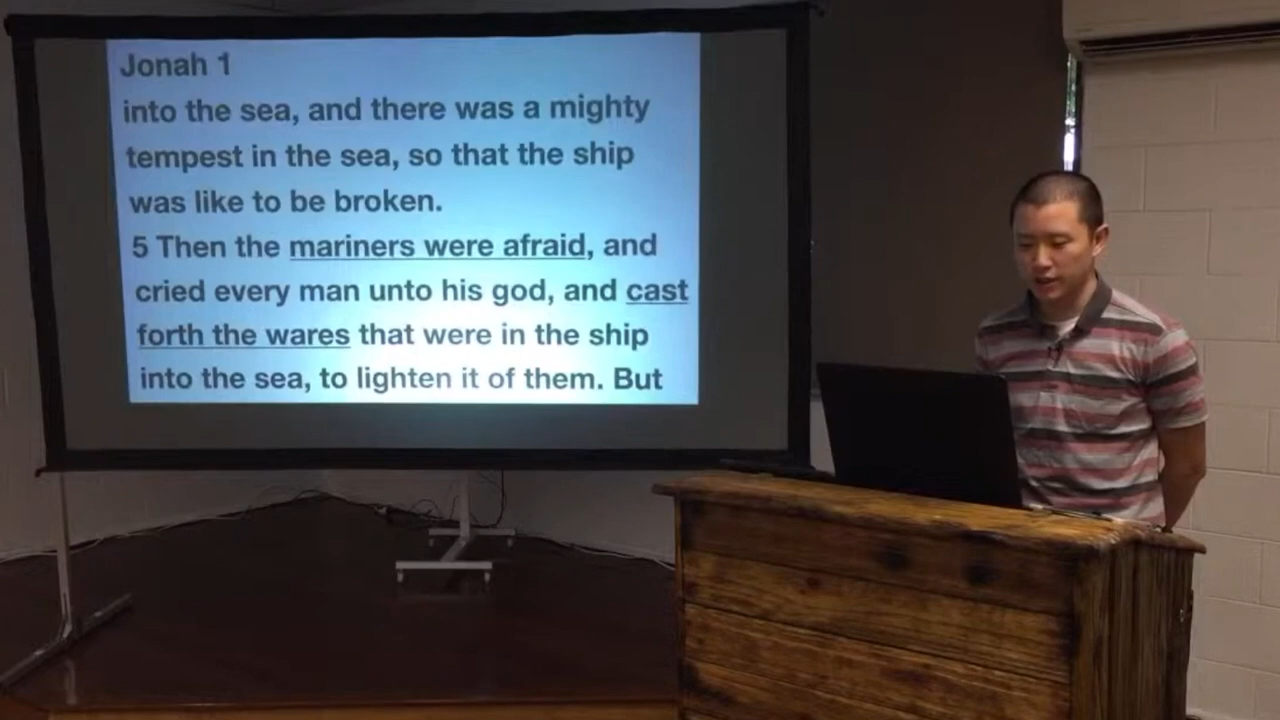 Jonah 1
into the sea, and there was a mighty
tempest in the sea, so that the ship
was like to be broken.
5 Then the mariners were afraid, and
cried every man unto his god, and cast
forth the wares that were in the ship
into the sea, to lighten it of them. But